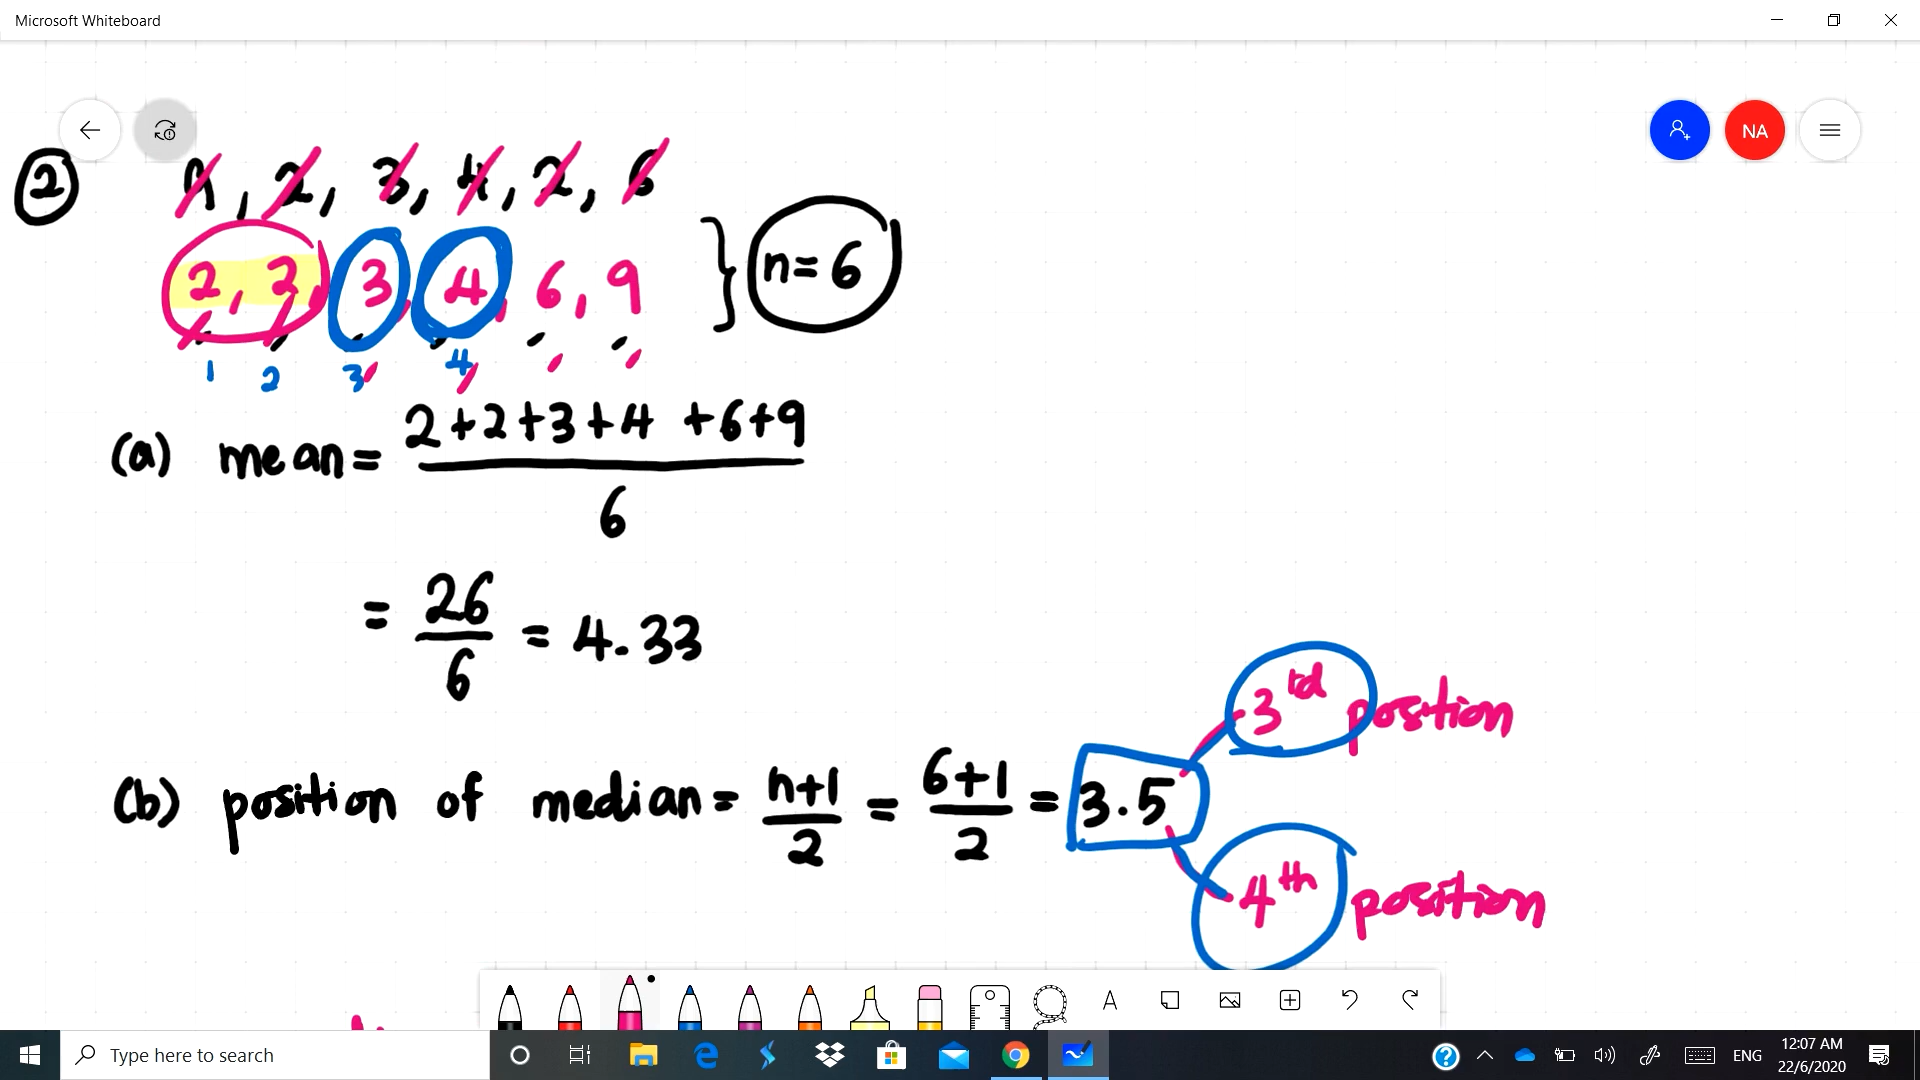 Microsoft Whiteboard
NA
② 9, 2, 3, 4, 2, 6
2, 2, 3, 4, 6, 9 } n=6
1 2 3 4
(a) mean = 2+2+3+4 +6+9
6
= 26/6 = 4.33
3rd position
(b) position of median = n+1/2 = 6+1/2 = 3.5
4th position
A
Type here to search
ENG
12:07 AM
22/6/2020